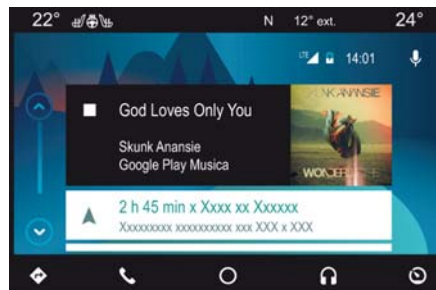 22° N 12° ext. 24°
LTE 14:01
God Loves Only You
Skunk Anansie
Google Play Musica
SKUNK ANANSIE
2 h 45 min x Xxxx xx Xxxxxx
Xxxxxxxxx xxxxxxxxxx xxx XXX x XXX